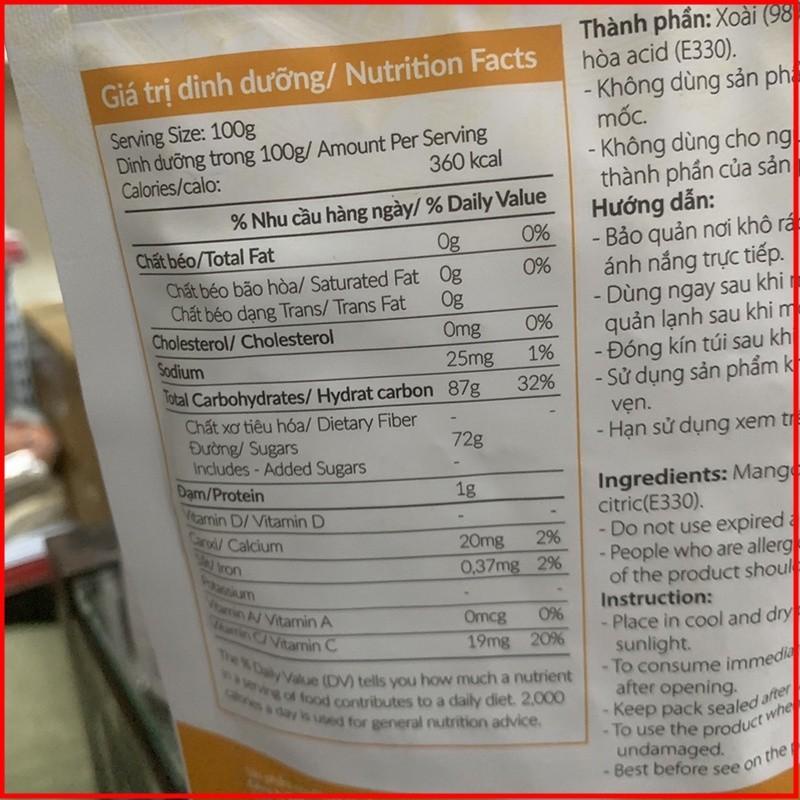 Giá trị dinh dưỡng/ Nutrition Facts
Serving Size: 100g
Dinh dưỡng trong 100g/ Amount Per Serving
Calories/calo: 360 kcal
% Nhu cầu hàng ngày/ % Daily Value
Chất béo/Total Fat 0g 0%
Chất béo bão hòa/ Saturated Fat 0g 0%
Chất béo dạng Trans/ Trans Fat 0g
Cholesterol/ Cholesterol 0mg 0%
Sodium 25mg 1%
Total Carbohydrates/ Hydrat carbon 87g 32%
Chất xơ tiêu hóa/ Dietary Fiber - -
Đường/ Sugars 72g
Includes - Added Sugars -
Đạm/Protein 1g
Vitamin D/ Vitamin D - -
Canxi/ Calcium 20mg 2%
Sắt/ Iron 0,37mg 2%
Potassium - -
Vitamin A/ Vitamin A 0mcg 0%
Vitamin C/ Vitamin C 19mg 20%
The % Daily Value (DV) tells you how much a nutrient
in a serving of food contributes to a daily diet. 2,000
calories a day is used for general nutrition advice.
Thành phần: Xoài (98
hòa acid (E330).
- Không dùng sản phẩ
mốc.
- Không dùng cho ng
thành phần của sản
Hướng dẫn:
- Bảo quản nơi khô rá
ánh nắng trực tiếp.
- Dùng ngay sau khi
quản lạnh sau khi m
- Đóng kín túi sau kh
- Sử dụng sản phẩm k
vẹn.
- Hạn sử dụng xem tr
Ingredients: Mang
citric(E330).
- Do not use expired
- People who are allerg
of the product shoul
Instruction:
- Place in cool and dry
sunlight.
- To consume immedia
after opening.
- Keep pack sealed after
- To use the product whe
undamaged.
- Best before see on the